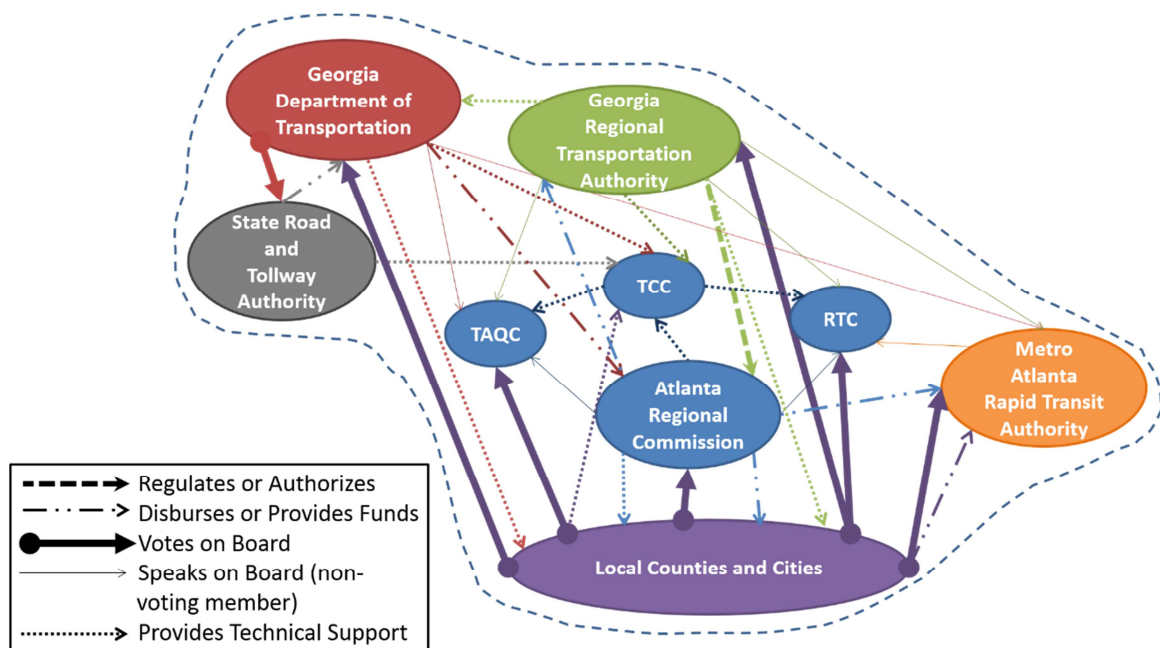 Georgia
Department of
Transportation
Georgia
Regional
Transportation
Authority
State Road
and
Tollway
Authority
TCC
TAQC
RTC
Metro
Atlanta
Rapid Transit
Authority
Atlanta
Regional
Commission
Local Counties and Cities
Regulates or Authorizes
Disburses or Provides Funds
Votes on Board
Speaks on Board (non-
voting member)
Provides Technical Support